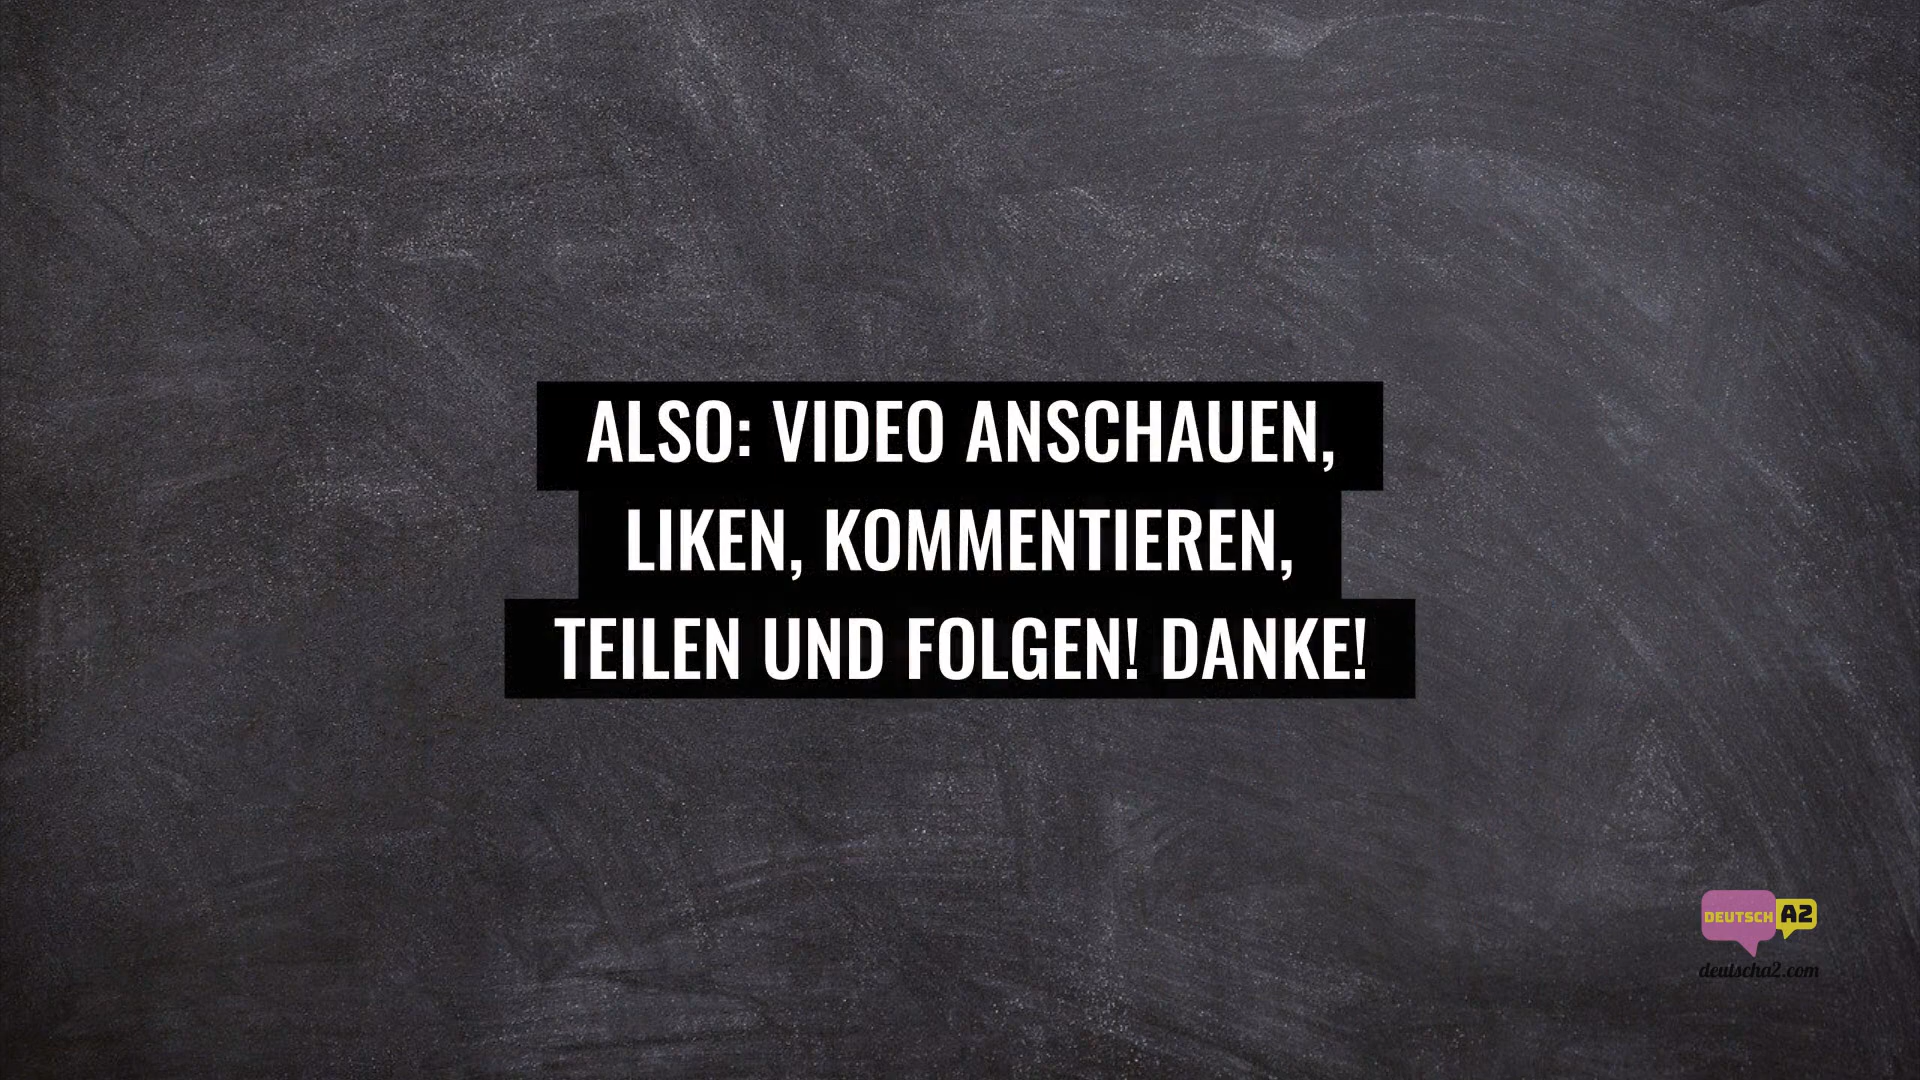 ALSO: VIDEO ANSCHAUEN,
LIKEN, KOMMENTIEREN,
TEILEN UND FOLGEN! DANKE!
DEUTSCH A2
deutscha2.com